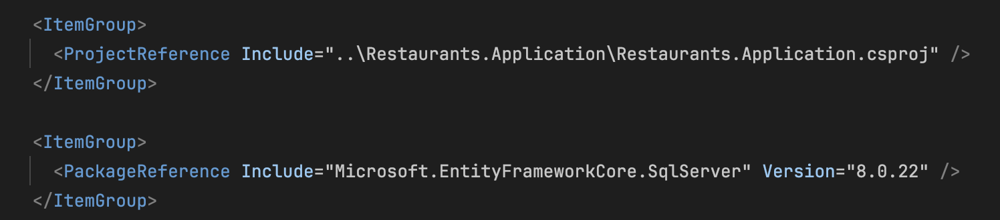 <ItemGroup>
<ProjectReference Include="..\Restaurants.Application\Restaurants.Application.csproj" />
</ItemGroup>
<ItemGroup>
<PackageReference Include="Microsoft.EntityFrameworkCore.SqlServer" Version="8.0.22" />
</ItemGroup>